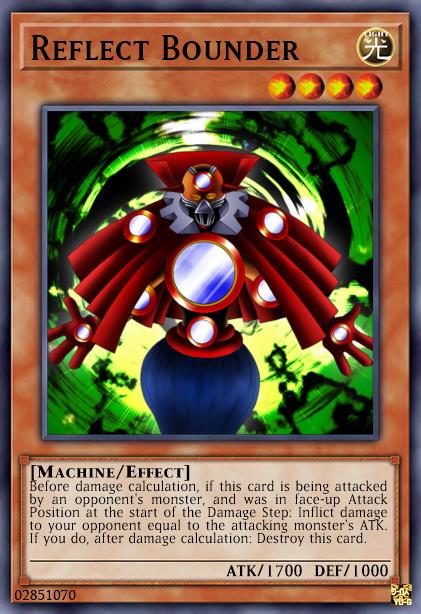 Reflect Bounder
LIGHT
光
[Machine/Effect]
Before damage calculation, if this card is being attacked
by an opponent's monster, and was in face-up Attack
Position at the start of the Damage Step: Inflict damage
to your opponent equal to the attacking monster's ATK.
If you do, after damage calculation: Destroy this card.
ATK/1700 DEF/1000
02851070